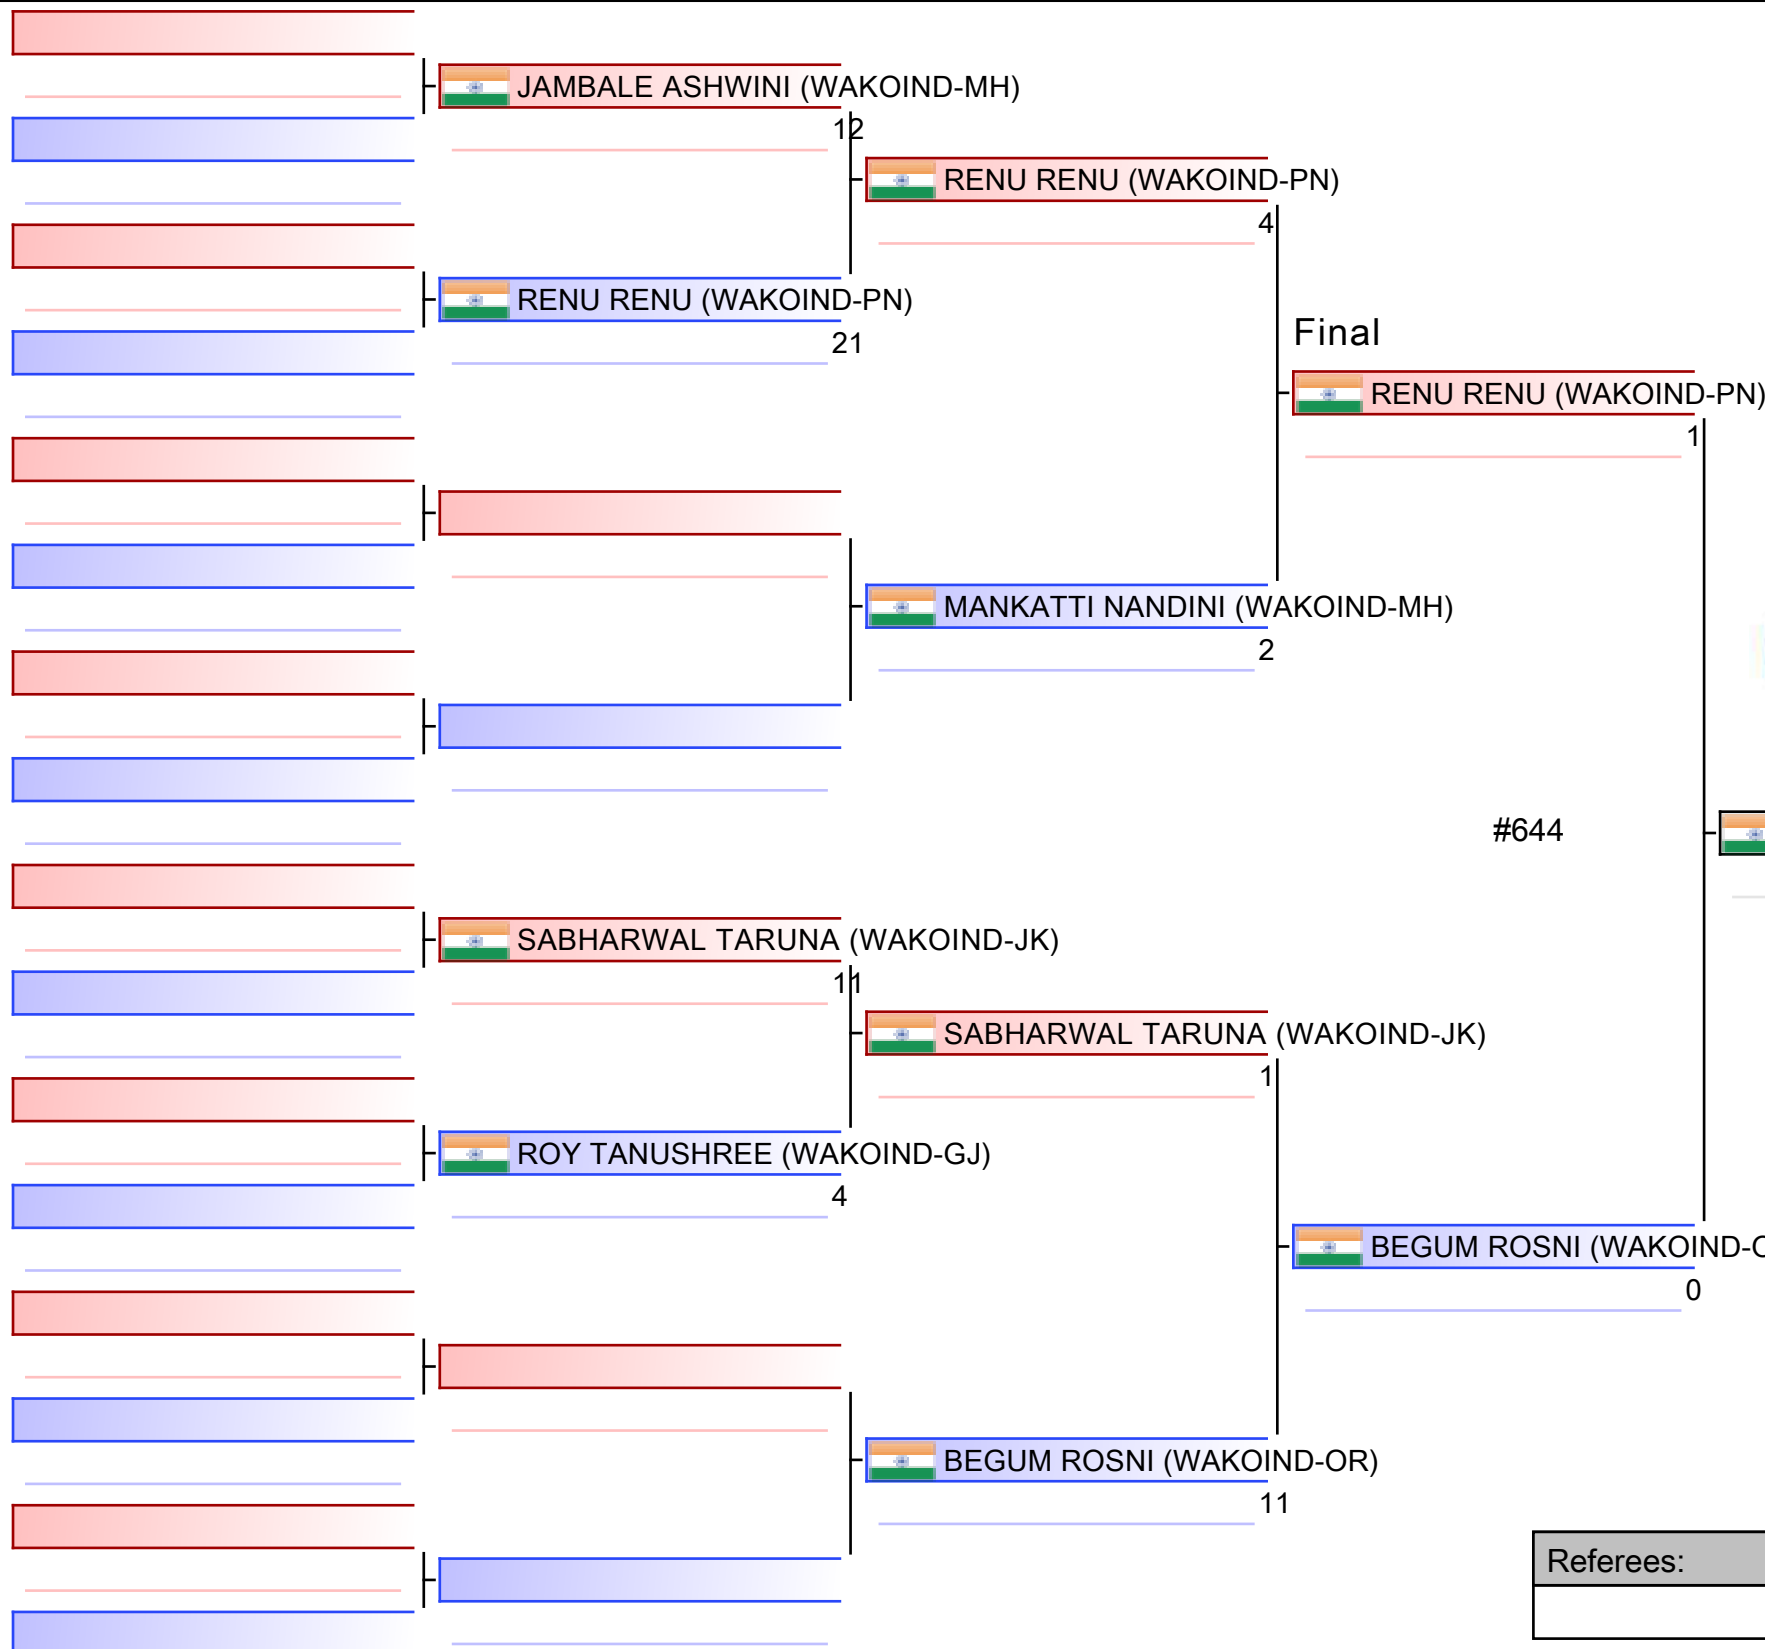 JAMBALE ASHWINI (WAKOIND-MH)
12
RENU RENU (WAKOIND-PN)
4
RENU RENU (WAKOIND-PN)
21
Final
RENU RENU (WAKOIND-PN)
1
MANKATTI NANDINI (WAKOIND-MH)
2
#644
SABHARWAL TARUNA (WAKOIND-JK)
11
SABHARWAL TARUNA (WAKOIND-JK)
1
ROY TANUSHREE (WAKOIND-GJ)
4
BEGUM ROSNI (WAKOIND-O
0
BEGUM ROSNI (WAKOIND-OR)
11
Referees: